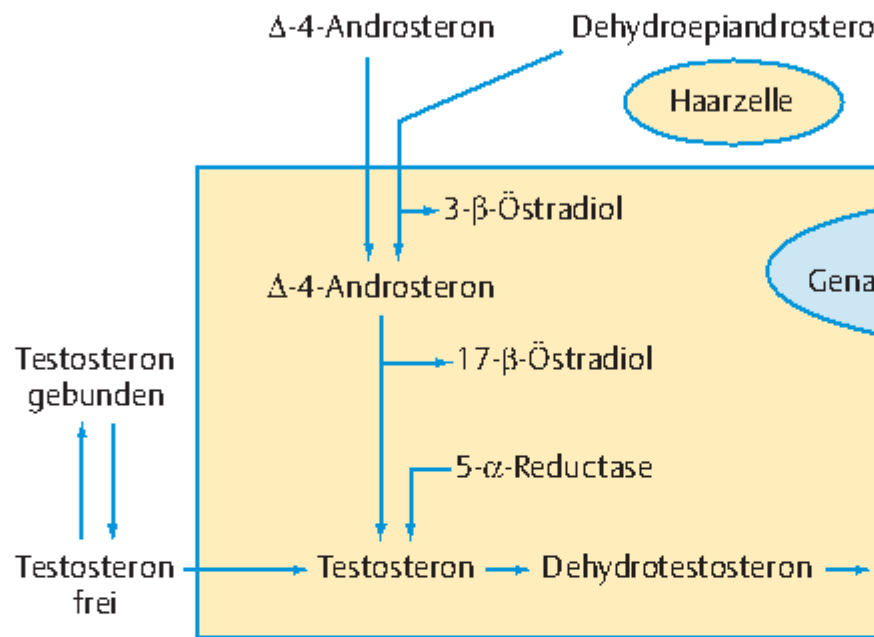 Δ-4-Androsteron
Dehydroepiandrostero
Haarzelle
3-β-Östradiol
Δ-4-Androsteron
Gena
17-β-Östradiol
Testosteron
gebunden
5-α-Reductase
Testosteron
frei
Testosteron
Dehydrotestosteron